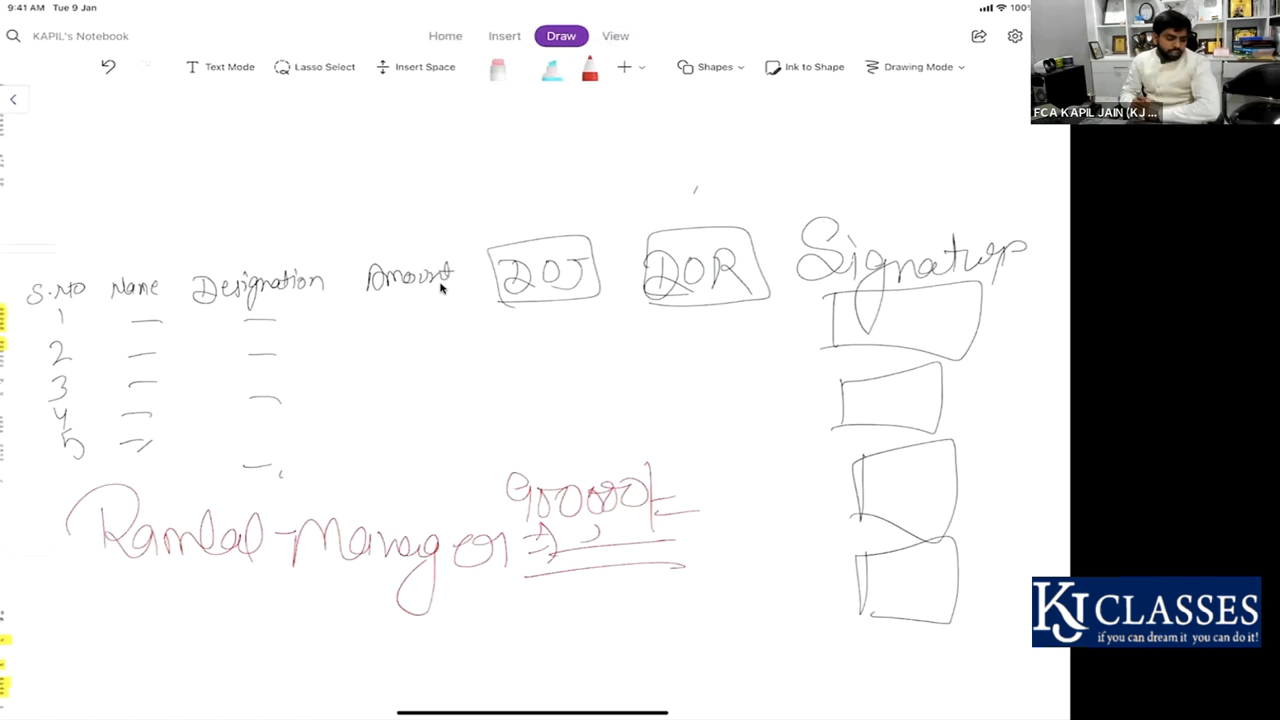 9:41 AM Tue 9 Jan
100%
KAPIL's Notebook
Home Insert Draw View
Text Mode Lasso Select Insert Space Shapes Ink to Shape Drawing Mode
FCA KAPIL JAIN (KJ ...
S.NO Name Designation Amount DOJ DOR Signature
1
2
3
4
5
Ramlal - Manager 900000/-
KJ CLASSES
if you can dream it you can do it!